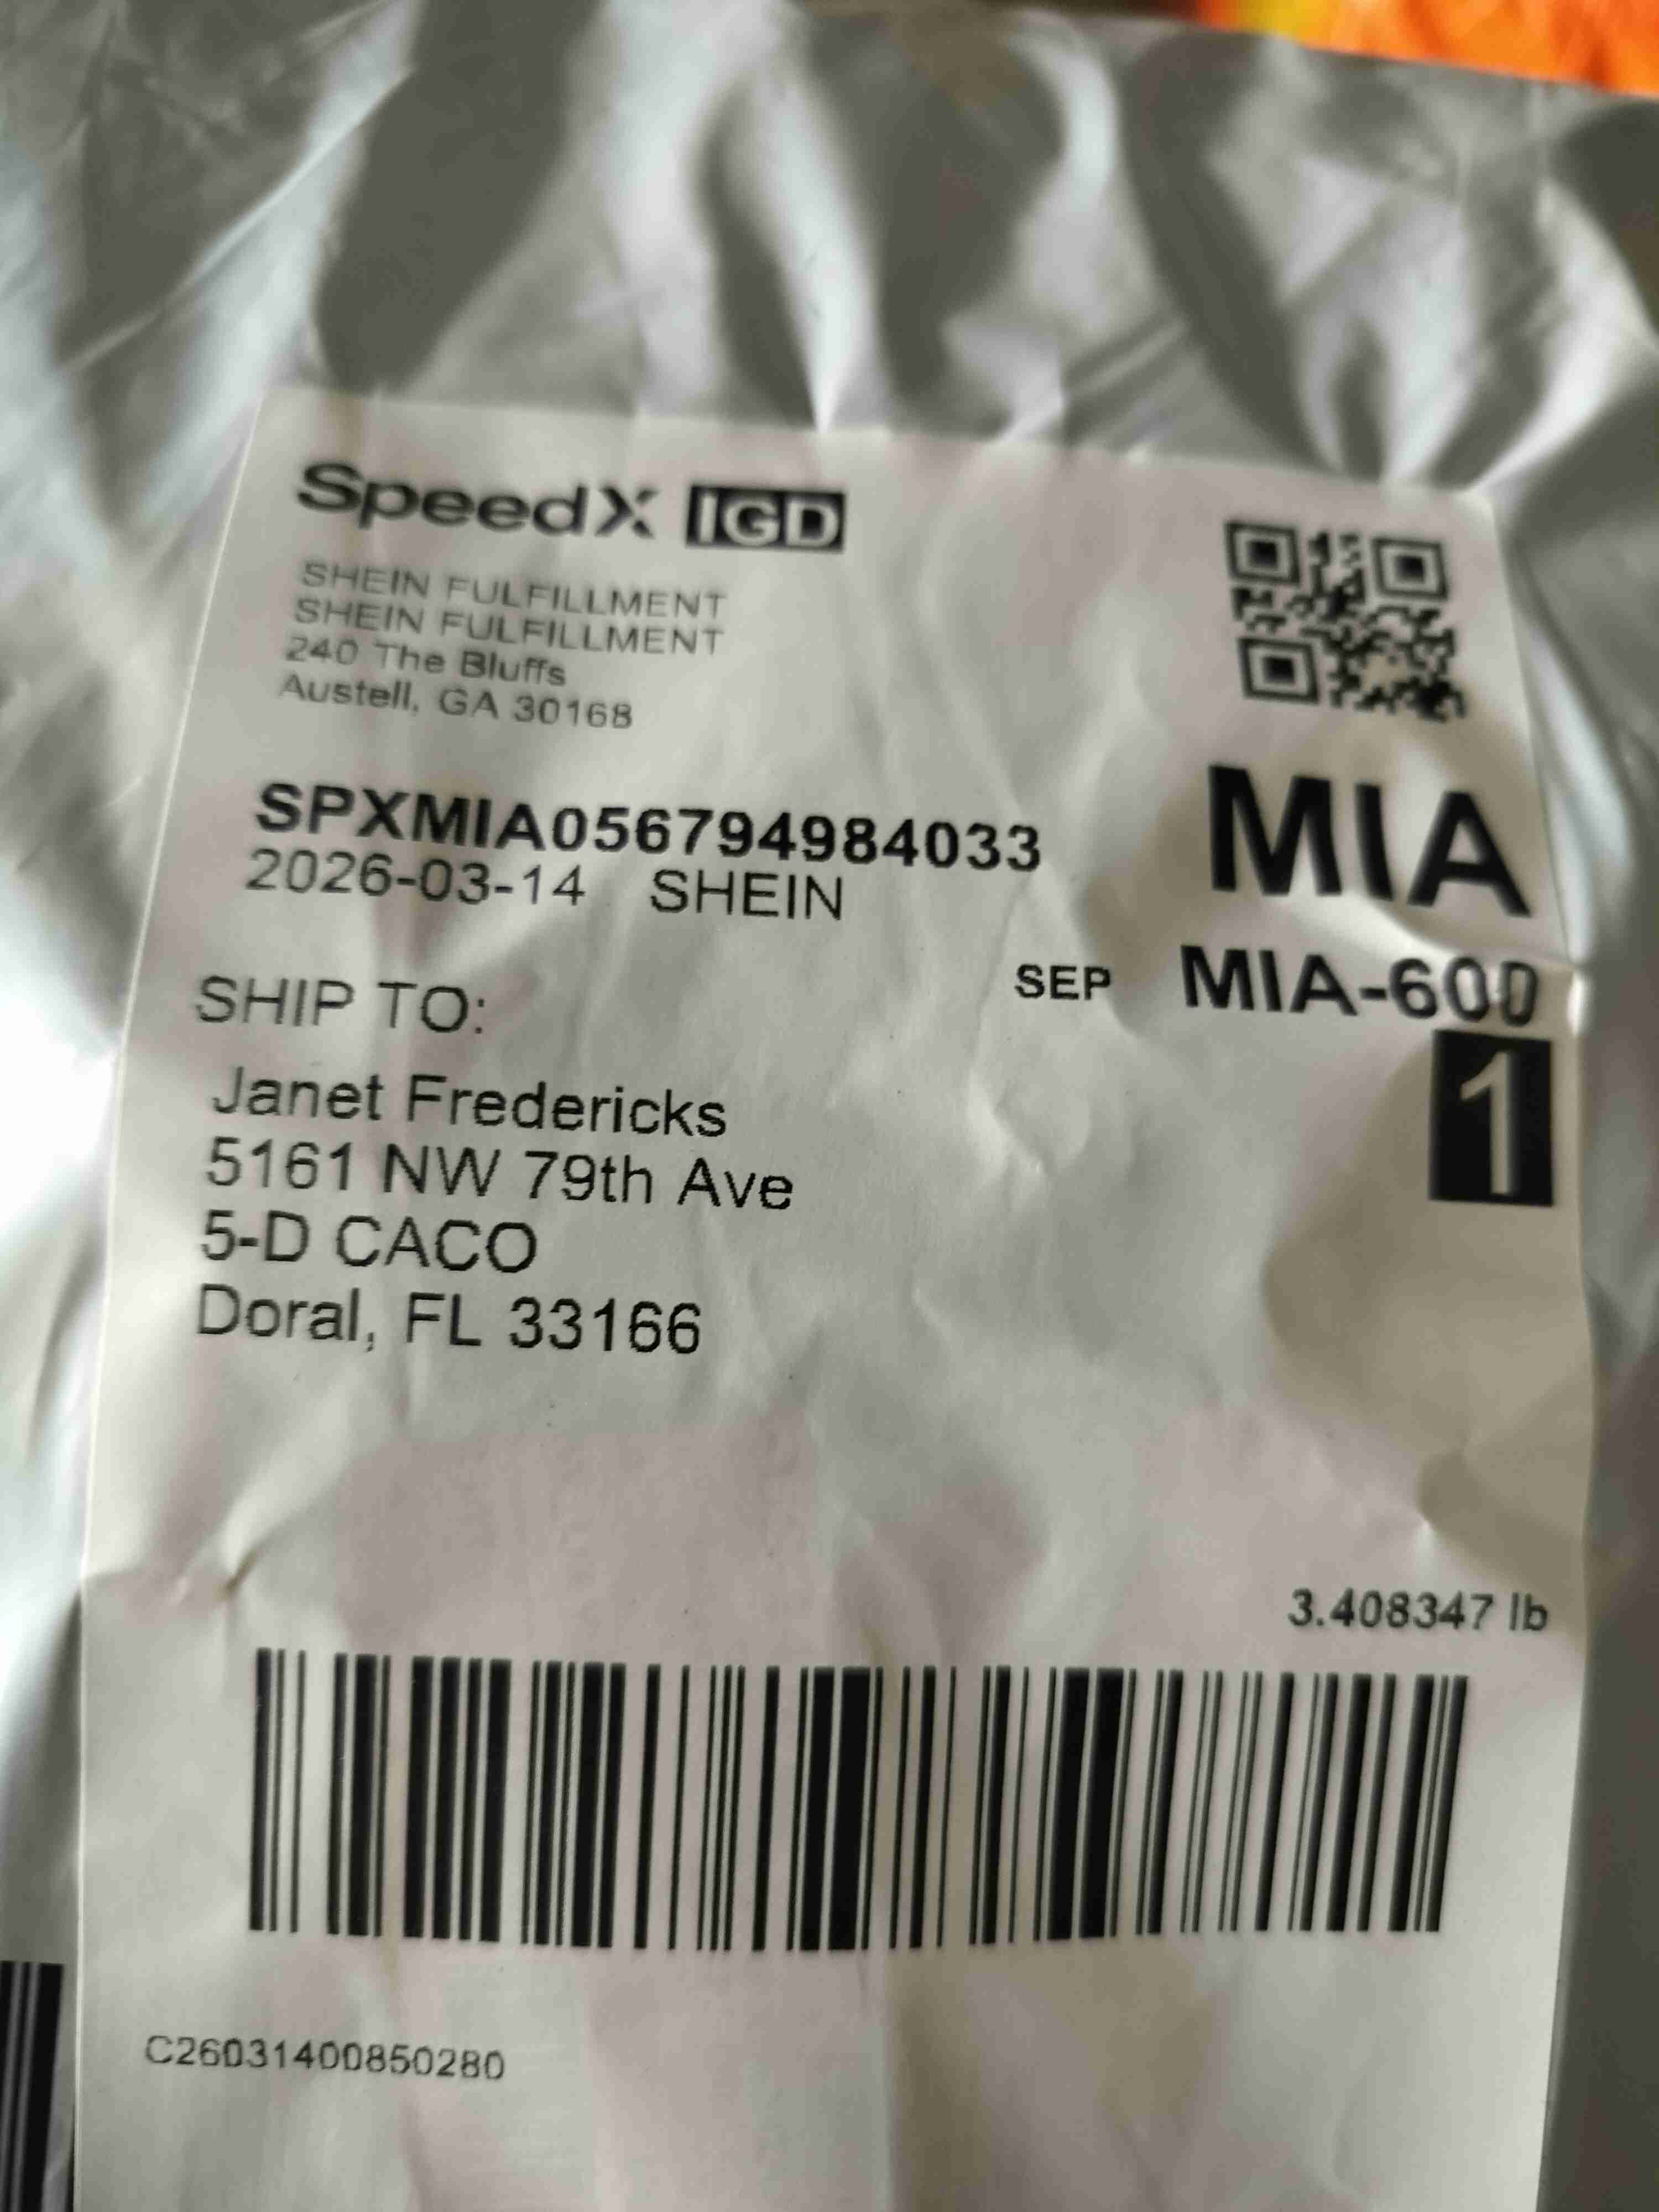 SpeedX IGD
SHEIN FULFILLMENT
SHEIN FULFILLMENT
240 The Bluffs
Austell, GA 30168
SPXMIA056794984033
2026-03-14 SHEIN
MIA
SEP MIA-600
1
SHIP TO:
Janet Fredericks
5161 NW 79th Ave
5-D CACO
Doral, FL 33166
3.408347 lb
C26031400850280